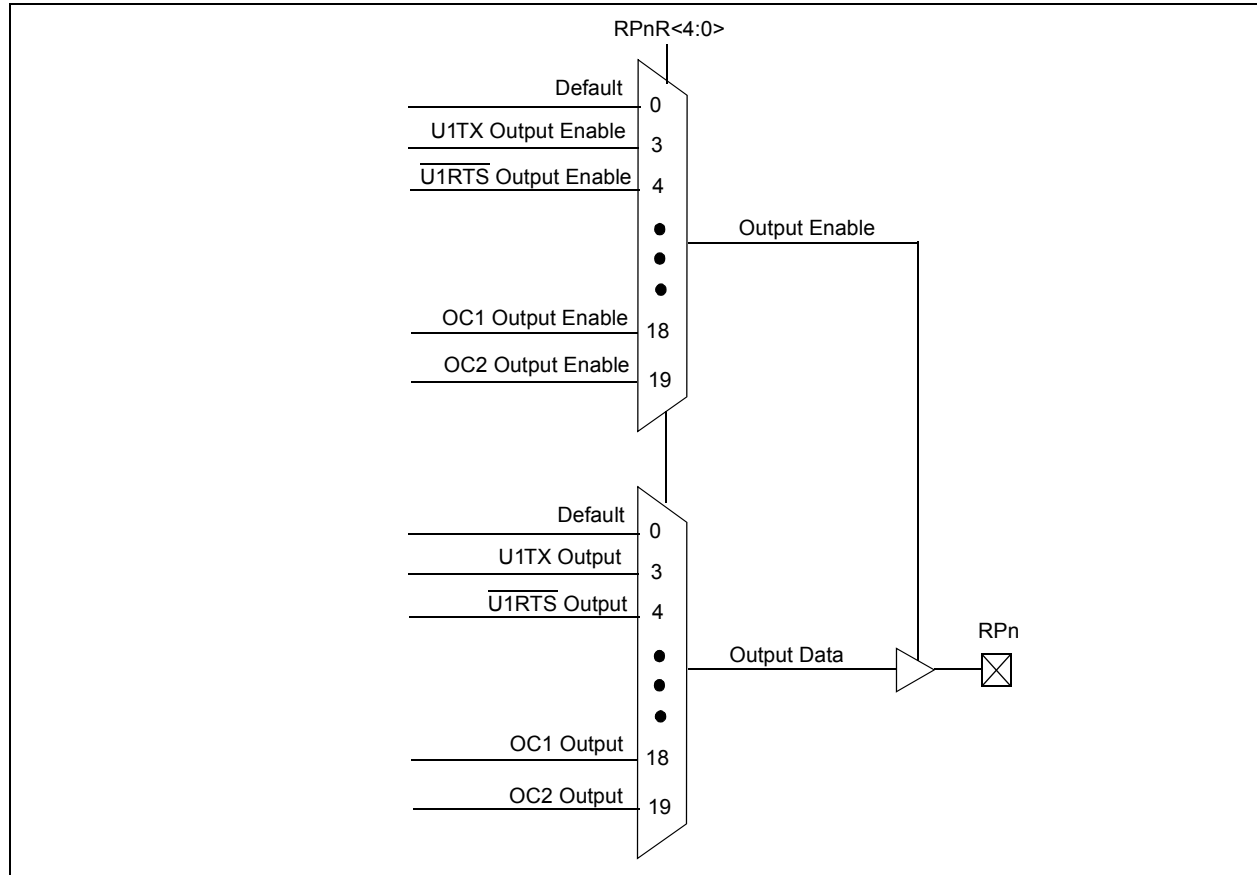 RPnR<4:0>
Default
0
U1TX Output Enable
3
U1RTS Output Enable
4
Output Enable
OC1 Output Enable
18
OC2 Output Enable
19
Default
0
U1TX Output
3
U1RTS Output
4
RPn
Output Data
OC1 Output
18
OC2 Output
19